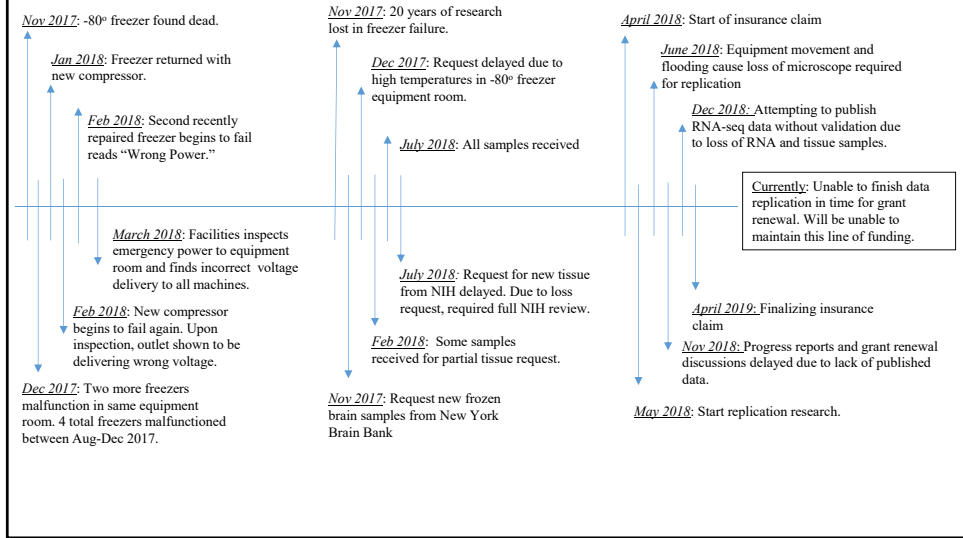 Nov 2017: -80º freezer found dead.
Jan 2018: Freezer returned with
new compressor.
Feb 2018: Second recently
repaired freezer begins to fail
reads “Wrong Power.”
March 2018: Facilities inspects
emergency power to equipment
room and finds incorrect voltage
delivery to all machines.
Feb 2018: New compressor
begins to fail again. Upon
inspection, outlet shown to be
delivering wrong voltage.
Dec 2017: Two more freezers
malfunction in same equipment
room. 4 total freezers malfunctioned
between Aug-Dec 2017.
Nov 2017: 20 years of research
lost in freezer failure.
Dec 2017: Request delayed due to
high temperatures in -80º freezer
equipment room.
July 2018: All samples received
July 2018: Request for new tissue
from NIH delayed. Due to loss
request, required full NIH review.
Feb 2018: Some samples
received for partial tissue request.
Nov 2017: Request new frozen
brain samples from New York
Brain Bank
April 2018: Start of insurance claim
June 2018: Equipment movement and
flooding cause loss of microscope required
for replication
Dec 2018: Attempting to publish
RNA-seq data without validation due
to loss of RNA and tissue samples.
Currently: Unable to finish data
replication in time for grant
renewal. Will be unable to
maintain this line of funding.
April 2019: Finalizing insurance
claim
Nov 2018: Progress reports and grant renewal
discussions delayed due to lack of published
data.
May 2018: Start replication research.